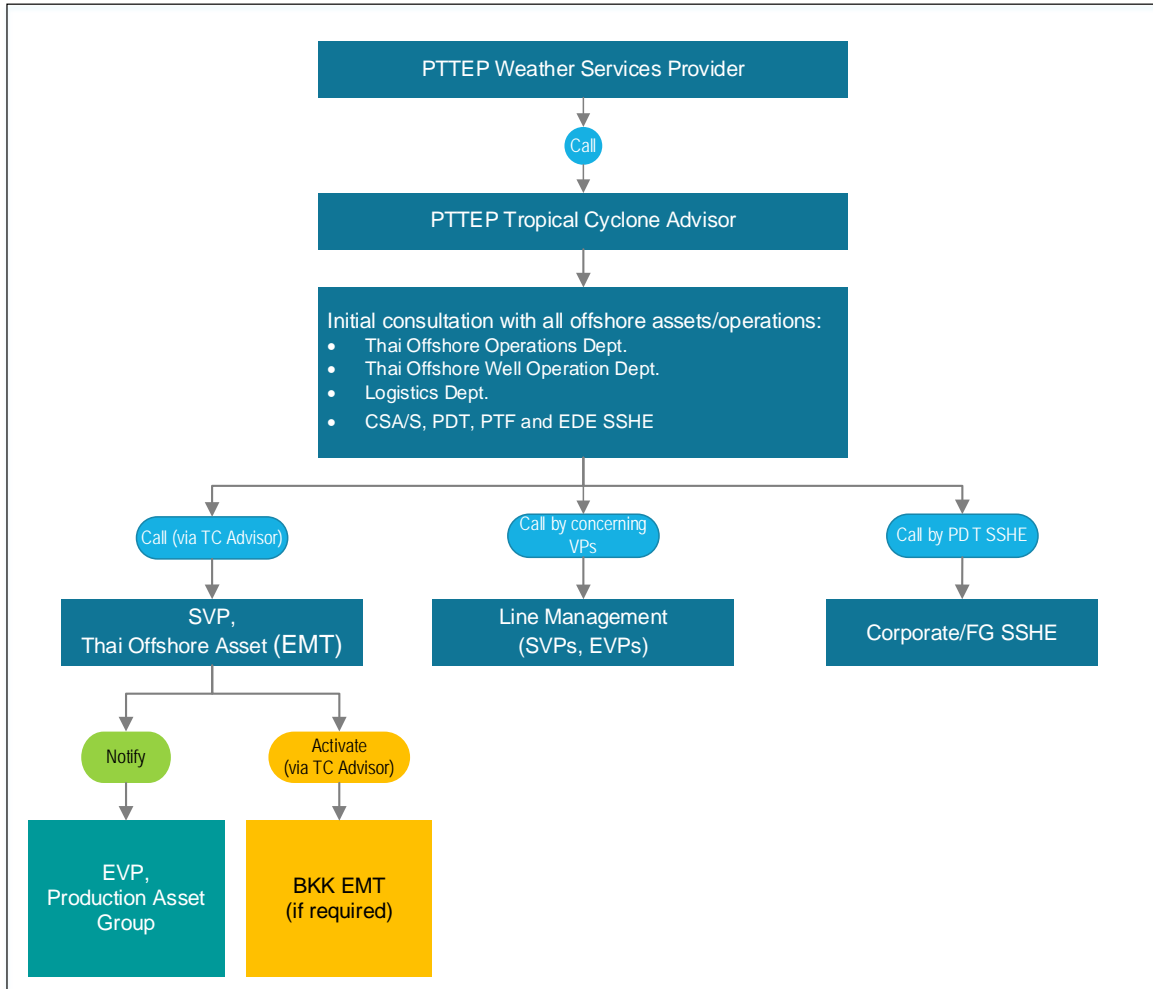 PTTEP Weather Services Provider
Call
PTTEP Tropical Cyclone Advisor
Initial consultation with all offshore assets/operations:
• Thai Offshore Operations Dept.
• Thai Offshore Well Operation Dept.
• Logistics Dept.
• CSA/S, PDT, PTF and EDE SSHE
Call (via TC Advisor)
Call by concerning
VPs
Call by PDT SSHE
SVP,
Thai Offshore Asset (EMT)
Line Management
(SVPs, EVPs)
Corporate/FG SSHE
Notify
Activate
(via TC Advisor)
EVP,
Production Asset
Group
BKK EMT
(if required)